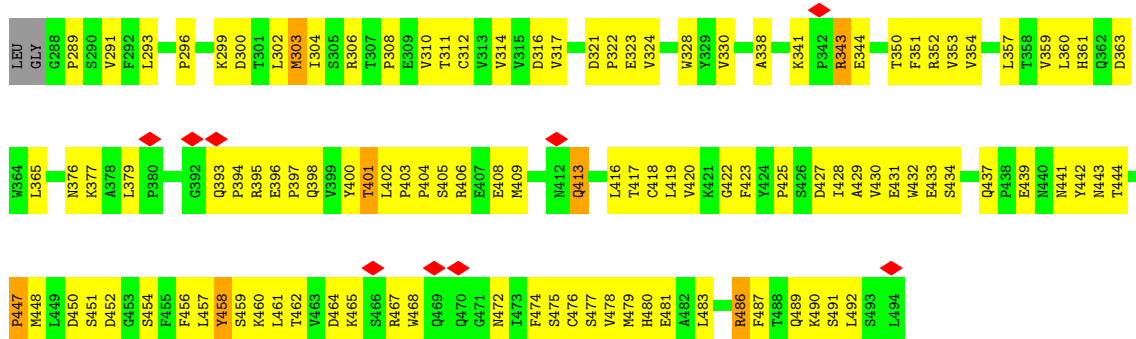 LEU GLY G288 P289 S290 V291 F292 L293 P296 K299 D300 T301 L302 M303 I304 S305 R306 T307 P308 E309 V310 T311 G312 V313 V314 V315 D316 V317 D321 P322 E323 V324 W328 Y329 V330 A338 K341 P342 R343 E344 T350 F351 R352 V353 V354 L357 T358 V359 L360 H361 Q362 D363
W364 L365 N376 K377 A378 L379 P380 G392 Q393 P394 R395 E396 P397 Q398 V399 Y400 T401 L402 P403 P404 S405 R406 E407 E408 M409 N412 Q413 L416 T417 C418 L419 V420 K421 G422 F423 Y424 P425 S426 D427 I428 A429 V430 E431 W432 E433 S434 Q437 P438 E439 N440 N441 Y442 N443 T444
P447 M448 L449 D450 S451 D452 G453 S454 F455 F456 L457 Y458 S459 K460 L461 T462 V463 D464 K465 S466 R467 W468 Q469 Q470 G471 N472 I473 F474 S475 C476 S477 V478 M479 H480 E481 A482 L483 R486 F487 T488 Q489 K490 S491 L492 S493 L494